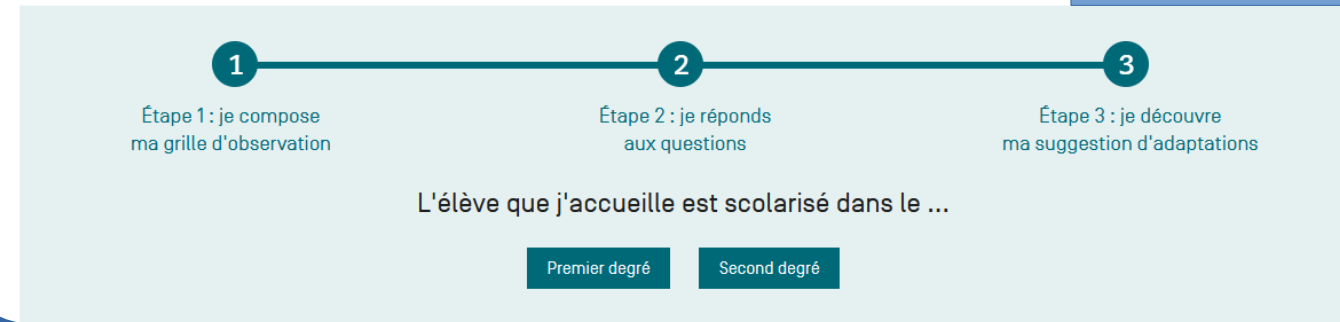 1
2
3
Étape 1 : je compose
ma grille d'observation
Étape 2 : je réponds
aux questions
Étape 3 : je découvre
ma suggestion d'adaptations
L'élève que j'accueille est scolarisé dans le ...
Premier degré
Second degré